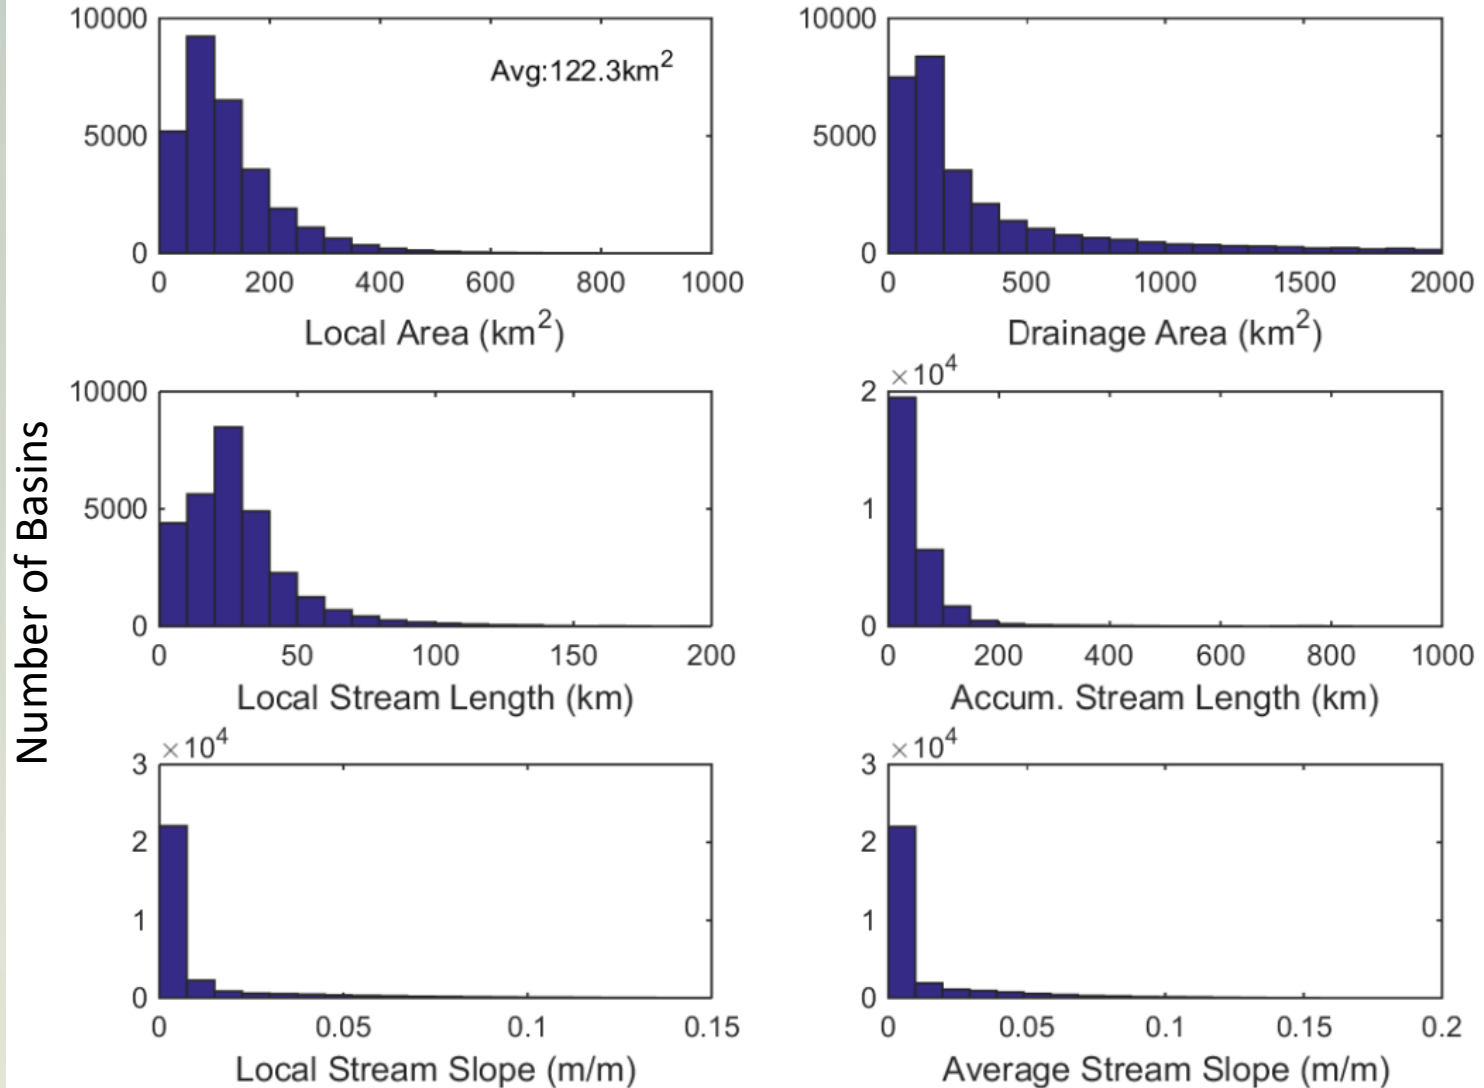 Number of Basins
10000
5000
0
0 200 400 600 800 1000
Avg:122.3km²
Local Area (km²)
10000
5000
0
0 500 1000 1500 2000
Drainage Area (km²)
10000
5000
0
0 50 100 150 200
Local Stream Length (km)
×10⁴
2
1
0
0 200 400 600 800 1000
Accum. Stream Length (km)
×10⁴
3
2
1
0
0 0.05 0.1 0.15
Local Stream Slope (m/m)
×10⁴
3
2
1
0
0 0.05 0.1 0.15 0.2
Average Stream Slope (m/m)